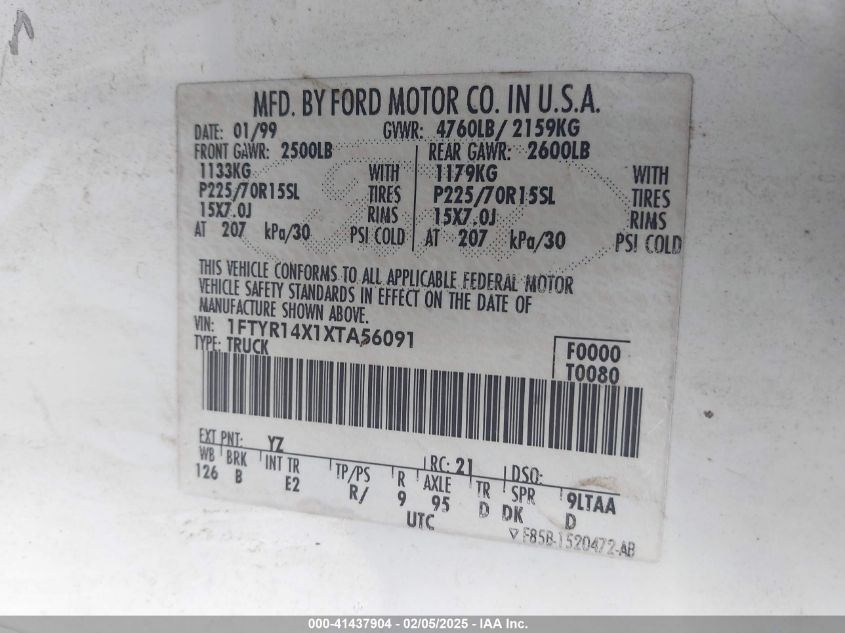 MFD. BY FORD MOTOR CO. IN U.S.A.
DATE: 01/99 GVWR: 4760LB/ 2159KG
FRONT GAWR: 2500LB REAR GAWR: 2600LB
1133KG WITH 1179KG WITH
P225/70R15SL TIRES P225/70R15SL TIRES
15X7.0J RIMS 15X7.0J RIMS
AT 207 kPa/30 PSI COLD AT 207 kPa/30 PSI COLD
THIS VEHICLE CONFORMS TO ALL APPLICABLE FEDERAL MOTOR
VEHICLE SAFETY STANDARDS IN EFFECT ON THE DATE OF
MANUFACTURE SHOWN ABOVE.
VIN: 1FTYR14X1XTA56091
TYPE: TRUCK
F0000
T0080
EXT PNT: YZ RC: 21 DSO:
WB BRK INT TR TP/PS R AXLE TR SPR 9LTAA
126 B E2 R/ 9 95 D DK D
UTC
F85B-1520472-AB
000-41437904 - 02/05/2025 - IAA Inc.